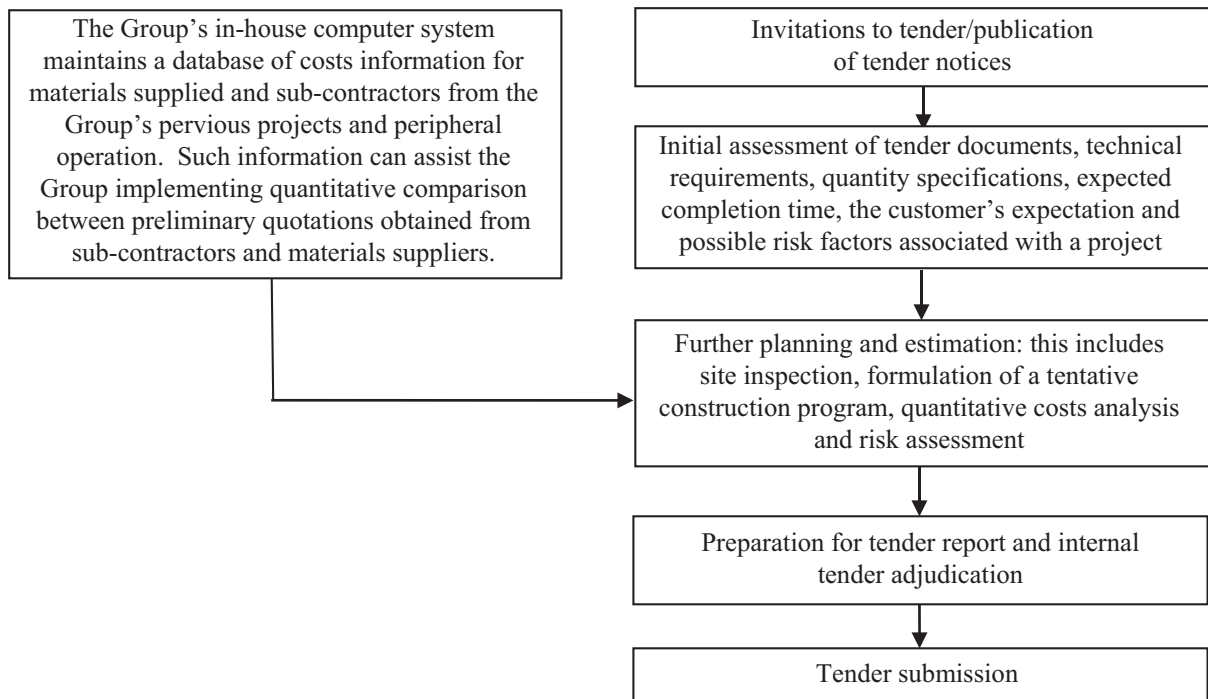 The Group's in-house computer system
maintains a database of costs information for
materials supplied and sub-contractors from the
Group's pervious projects and peripheral
operation. Such information can assist the
Group implementing quantitative comparison
between preliminary quotations obtained from
sub-contractors and materials suppliers.
Invitations to tender/publication
of tender notices
Initial assessment of tender documents, technical
requirements, quantity specifications, expected
completion time, the customer's expectation and
possible risk factors associated with a project
Further planning and estimation: this includes
site inspection, formulation of a tentative
construction program, quantitative costs analysis
and risk assessment
Preparation for tender report and internal
tender adjudication
Tender submission